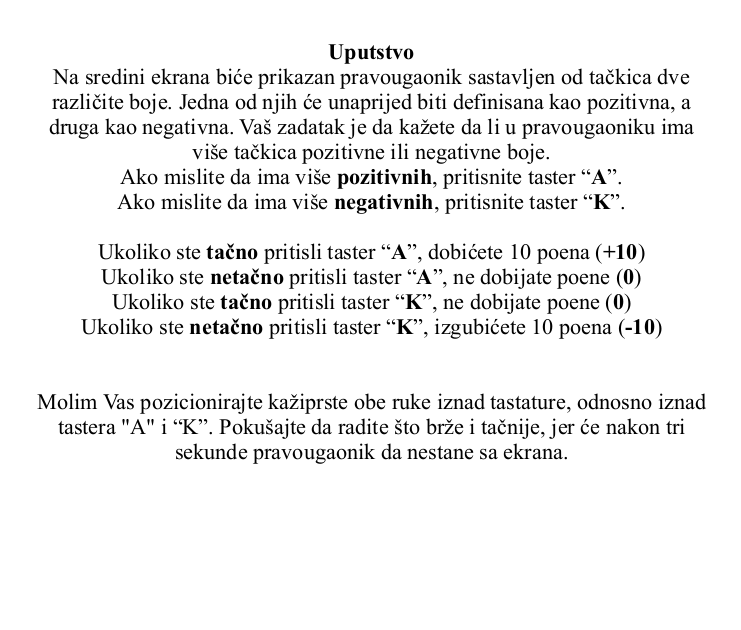 Uputstvo
Na sredini ekrana biće prikazan pravougaonik sastavljen od tačkica dve
različite boje. Jedna od njih će unaprijed biti definisana kao pozitivna, a
druga kao negativna. Vaš zadatak je da kažete da li u pravougaoniku ima
više tačkica pozitivne ili negativne boje.
Ako mislite da ima više pozitivnih, pritisnite taster “A”.
Ako mislite da ima više negativnih, pritisnite taster “K”.
Ukoliko ste tačno pritisli taster “A”, dobićete 10 poena (+10)
Ukoliko ste netačno pritisli taster “A”, ne dobijate poene (0)
Ukoliko ste tačno pritisli taster “K”, ne dobijate poene (0)
Ukoliko ste netačno pritisli taster “K”, izgubićete 10 poena (-10)
Molim Vas pozicionirajte kažiprste obe ruke iznad tastature, odnosno iznad
tastera "A" i “K”. Pokušajte da radite što brže i tačnije, jer će nakon tri
sekunde pravougaonik da nestane sa ekrana.